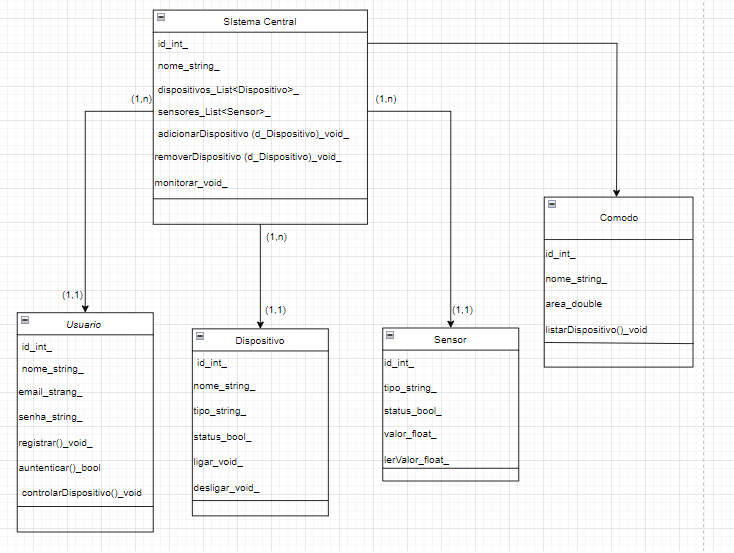 SIstema Central
id_int_
nome_string_
dispositivos_List<Dispositivo>_
sensores_List<Sensor>_
adicionarDispositivo (d_Dispositivo)_void_
removerDispositivo (d_Dispositivo)_void_
monitorar_void_
(1,n)
(1,n)
(1,n)
(1,1)
(1,1)
(1,1)
Usuario
id_int_
nome_string_
email_strang_
senha_string_
registrar()_void_
auntenticar()_bool
controlarDispositivo()_void
Dispositivo
id_int_
nome_string_
tipo_string_
status_bool_
ligar_void_
desligar_void_
Sensor
id_int_
tipo_string_
status_bool_
valor_float_
lerValor_float_
Comodo
id_int_
nome_string_
area_double
listarDispositivo()_void